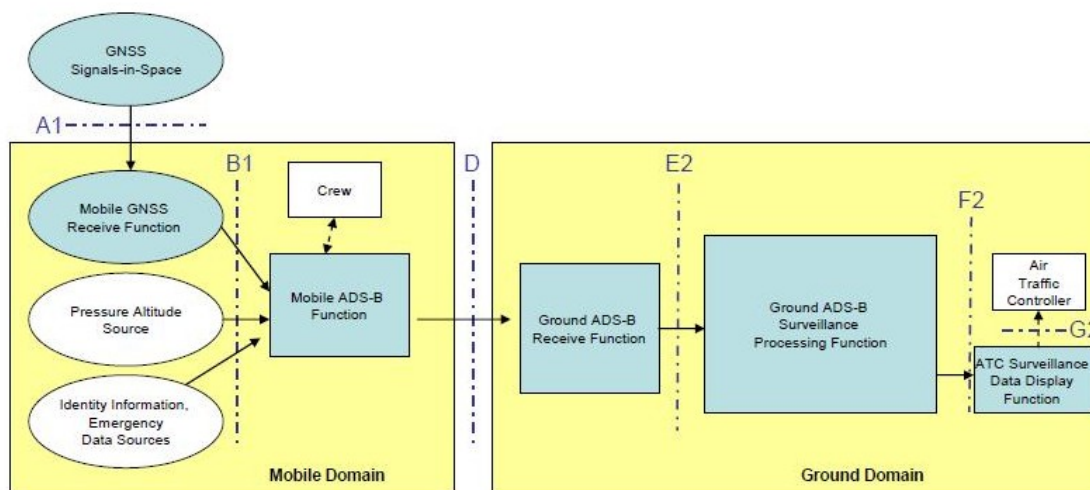 GNSS
Signals-in-Space
A1
B1
D
E2
F2
Crew
Mobile GNSS
Receive Function
Mobile ADS-B
Function
Pressure Altitude
Source
Identity Information,
Emergency
Data Sources
Mobile Domain
Ground ADS-B
Receive Function
Ground ADS-B
Surveillance
Processing Function
Air
Traffic
Controller
G2
ATC Surveillance
Data Display
Function
Ground Domain